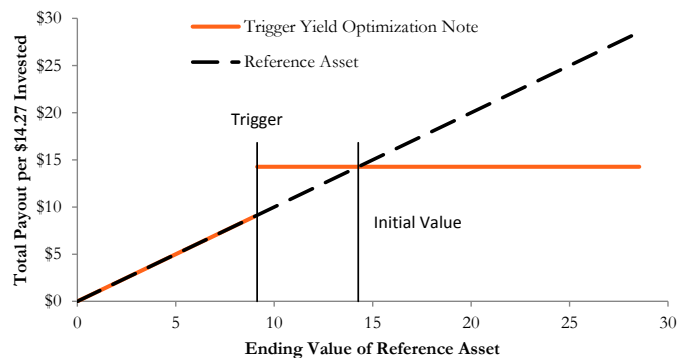 Trigger Yield Optimization Note
Reference Asset
Total Payout per $14.27 Invested
$30
$25
$20
$15
$10
$5
$0
Trigger
Initial Value
0
5
10
15
20
25
30
Ending Value of Reference Asset